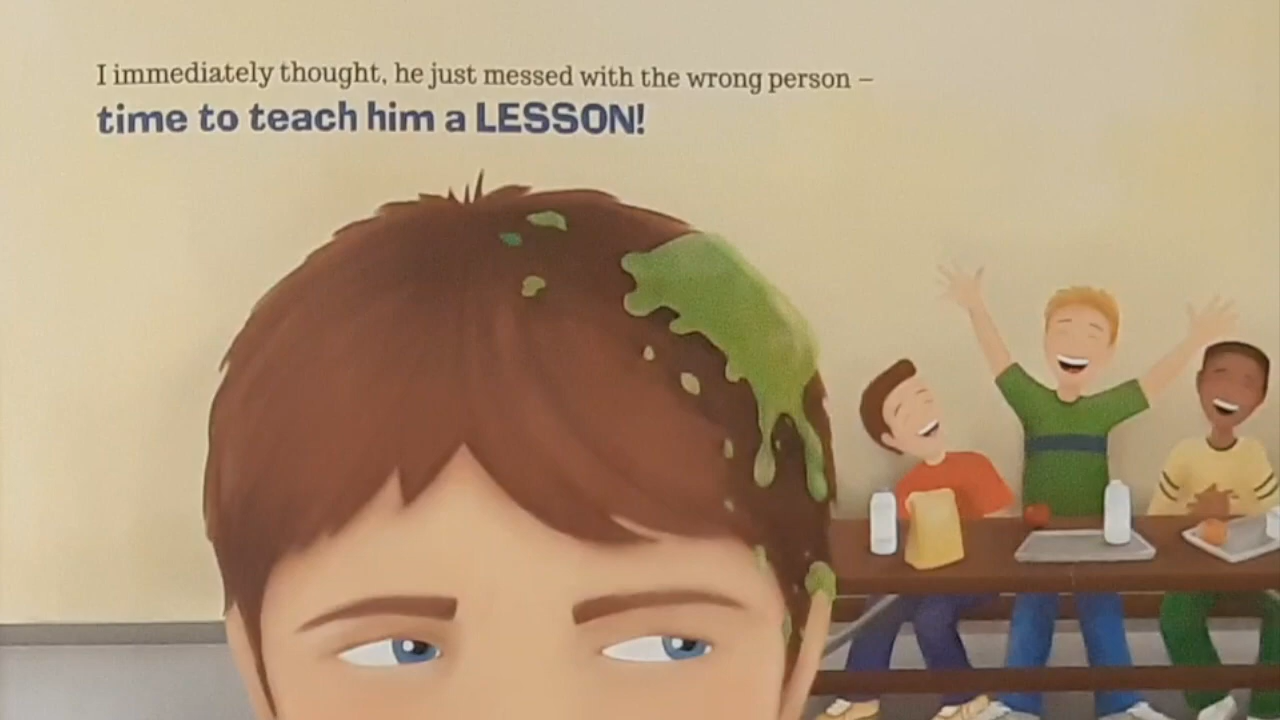 I immediately thought, he just messed with the wrong person –
time to teach him a LESSON!